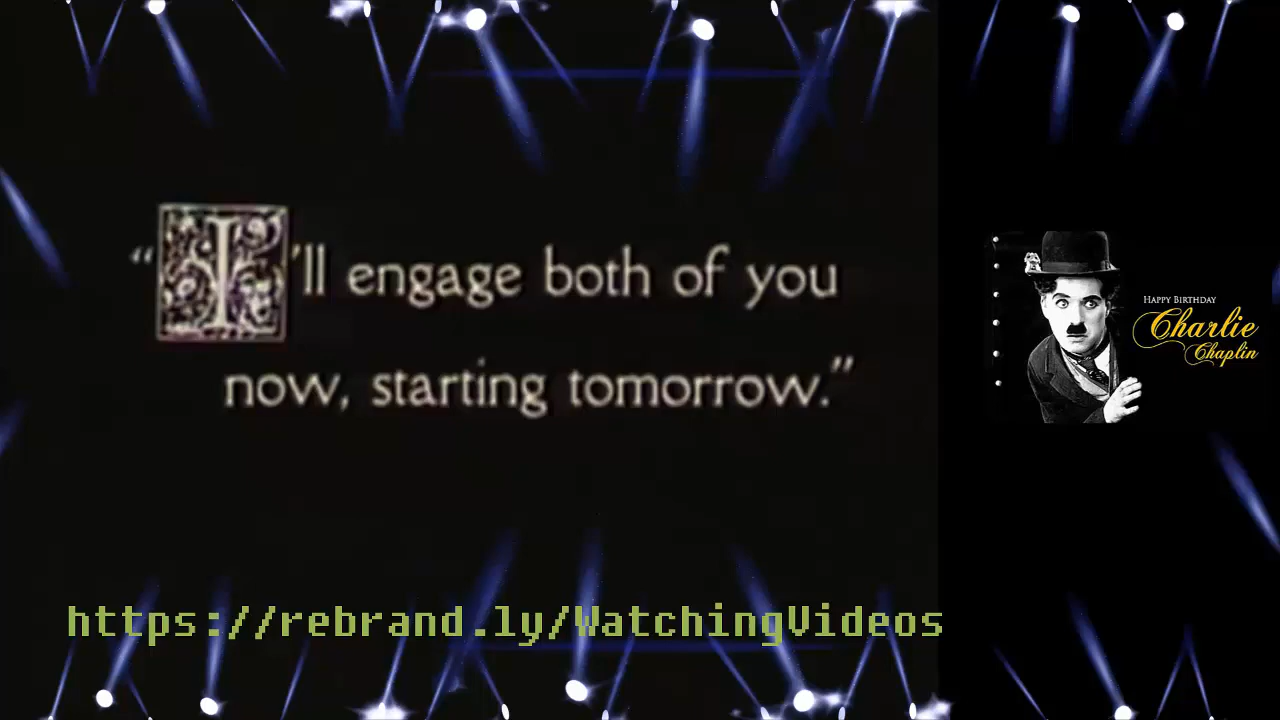 “I’ll engage both of you
now, starting tomorrow.”
HAPPY BIRTHDAY
Charlie
Chaplin
https://rebrand.ly/WatchingVideos